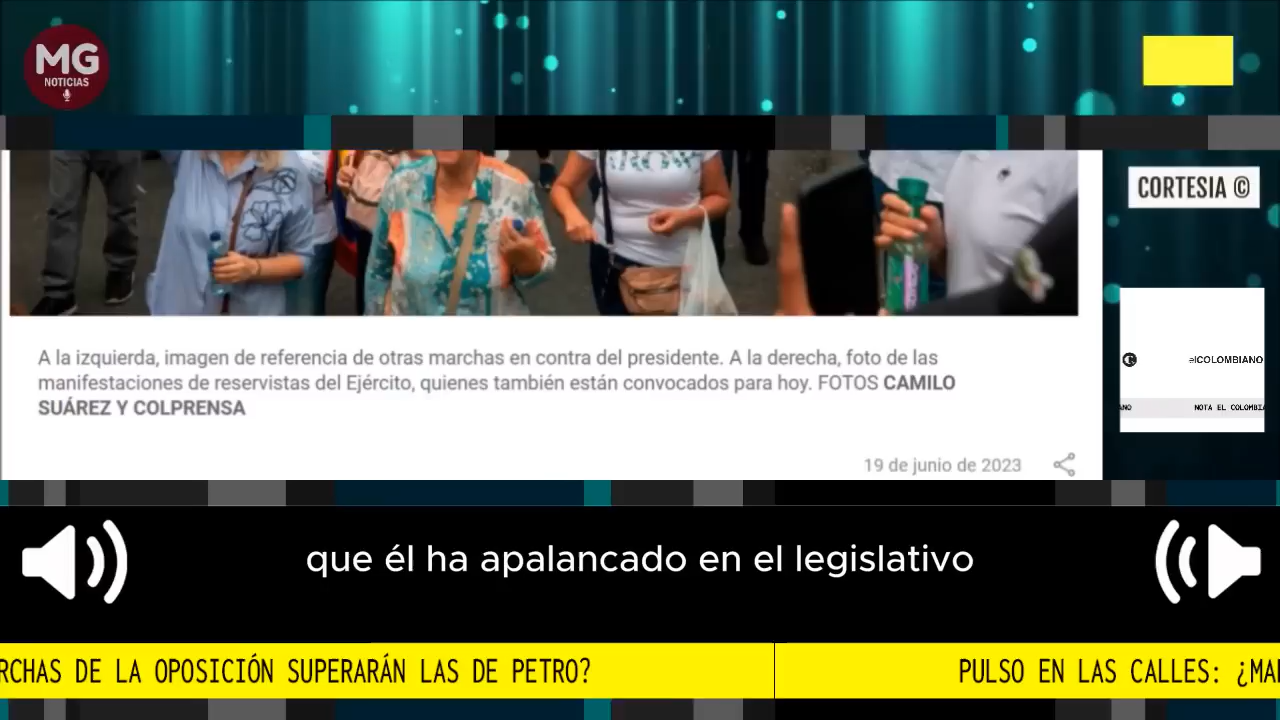 MG
NOTICIAS
CORTESIA ©
A la izquierda, imagen de referencia de otras marchas en contra del presidente. A la derecha, foto de las
manifestaciones de reservistas del Ejército, quienes también están convocados para hoy. FOTOS CAMILO
SUÁREZ Y COLPRENSA
19 de junio de 2023
elCOLOMBIANO
ANO NOTA EL COLOMBIA
que él ha apalancado en el legislativo
RCHAS DE LA OPOSICIÓN SUPERARÁN LAS DE PETRO? PULSO EN LAS CALLES: ¿MA